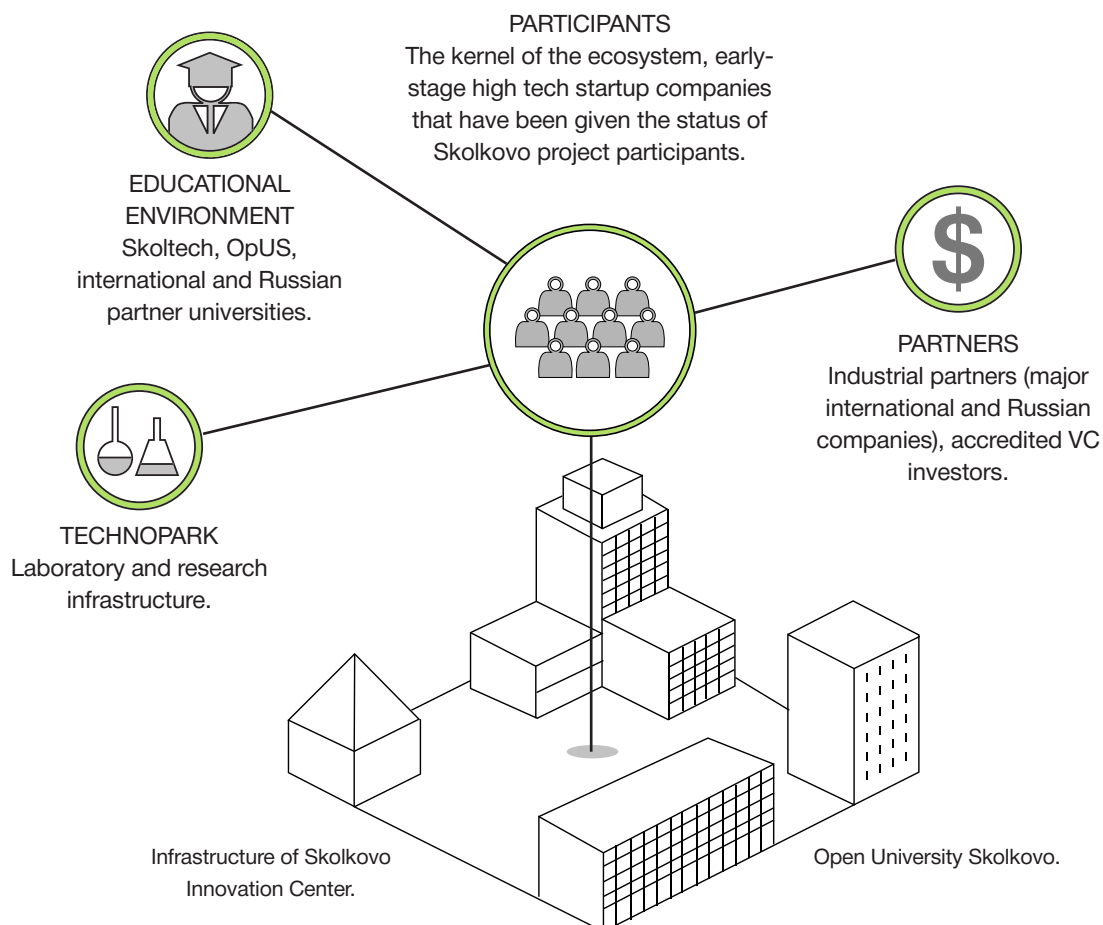 PARTICIPANTS
The kernel of the ecosystem, early-
stage high tech startup companies
that have been given the status of
Skolkovo project participants.
EDUCATIONAL
ENVIRONMENT
Skoltech, OpUS,
international and Russian
partner universities.
$
PARTNERS
Industrial partners (major
international and Russian
companies), accredited VC
investors.
TECHNOPARK
Laboratory and research
infrastructure.
Infrastructure of Skolkovo
Innovation Center.
Open University Skolkovo.